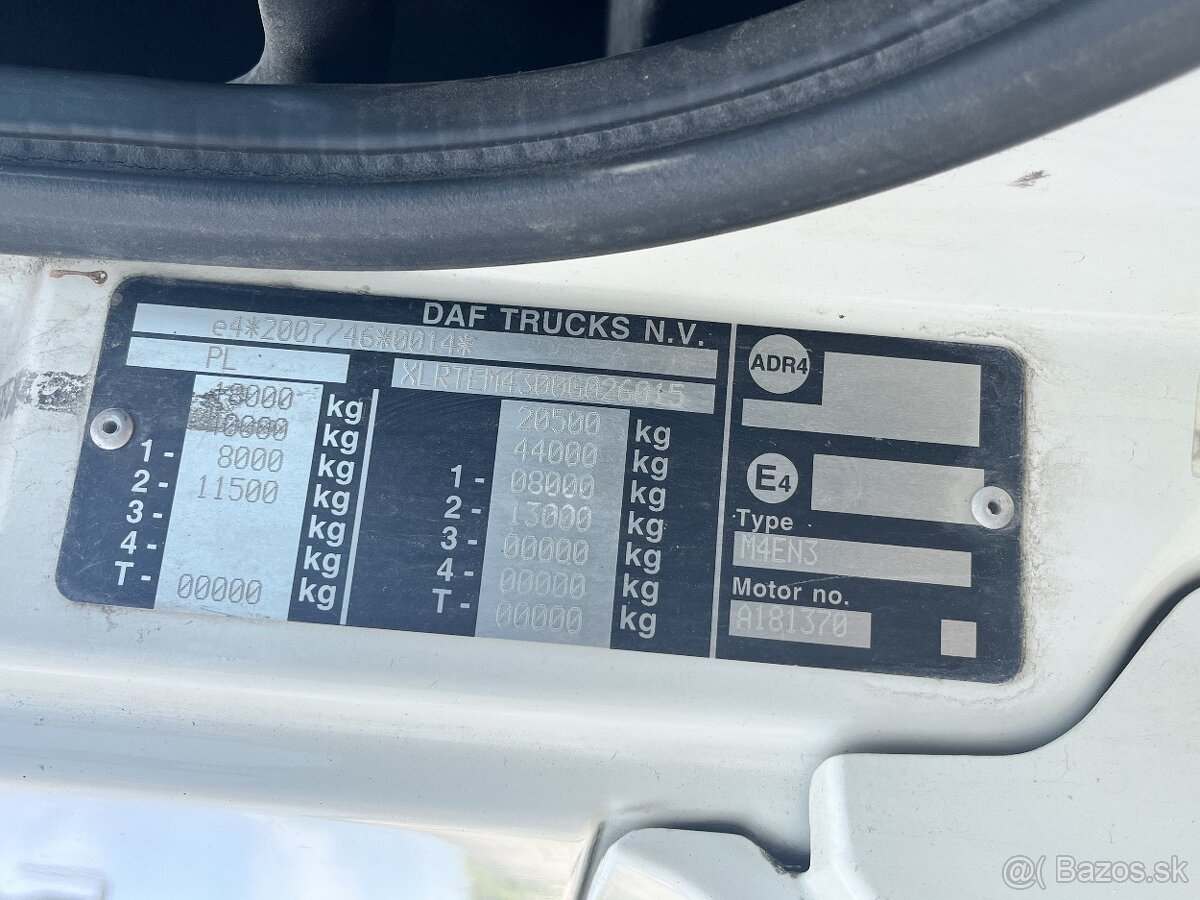 DAF TRUCKS N.V.
e4*2007/46*0014*
PL XLRTEM4300G026015
18000 kg 20500 kg
40000 kg 44000 kg
1- 8000 kg 1- 08000 kg
2- 11500 kg 2- 13000 kg
3- kg 3- 00000 kg
4- kg 4- 00000 kg
T- 00000 kg T- 00000 kg
ADR4
E4
Type
M4EN3
Motor no.
A181370
@( Bazos.sk